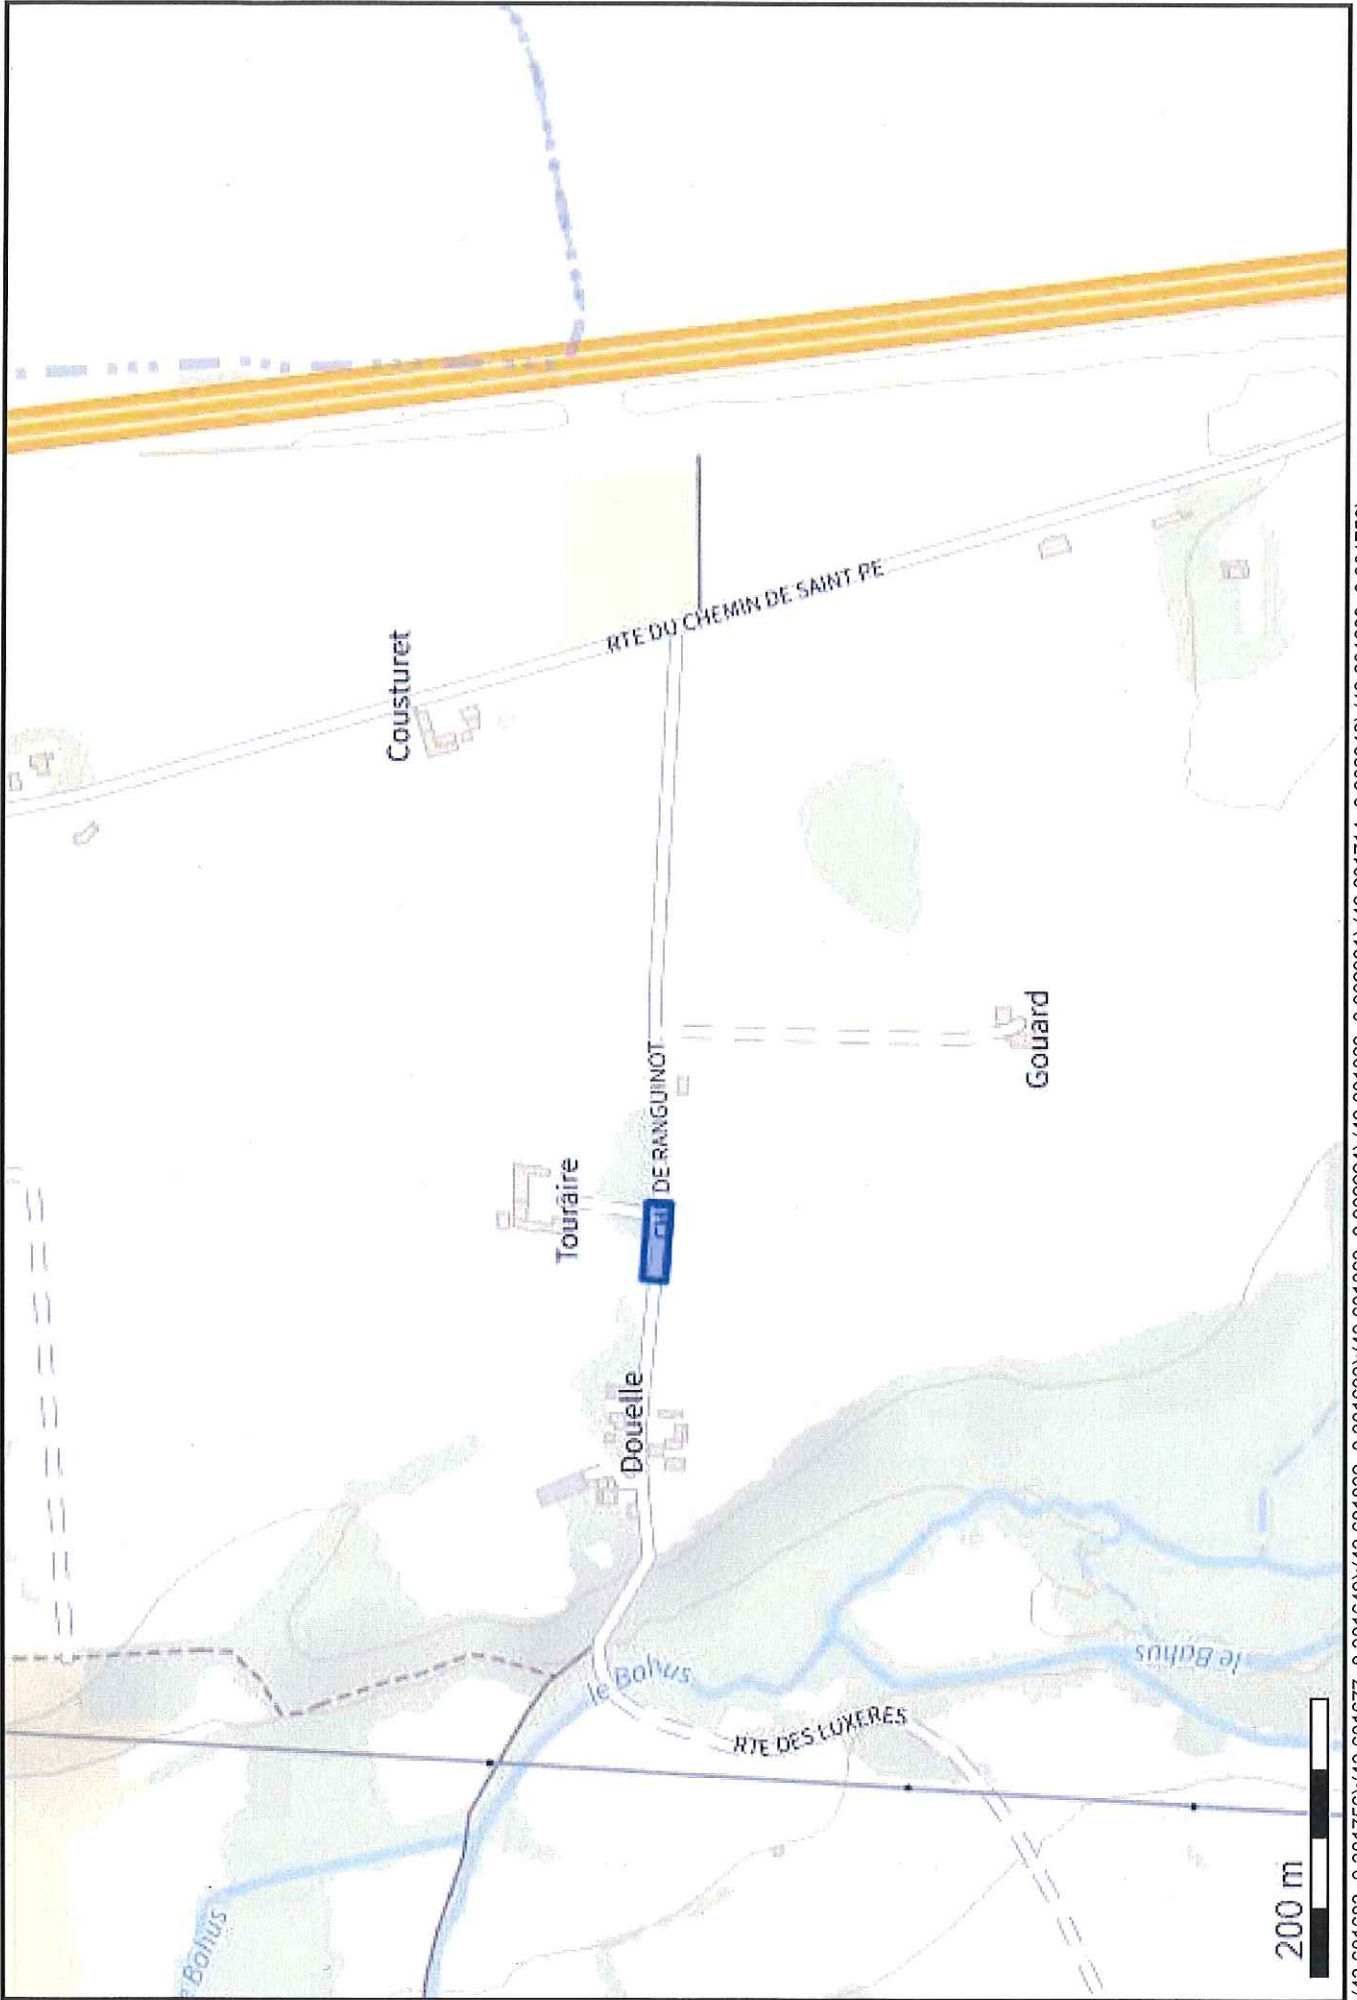 Cousturet
RTE DU CHEMIN DE SAINT PE
Touraire
CH DE RANGUINOT
Gouard
Douelle
le Bahus
RTE DES LUXERES
le Bahus
Bahus
200 m